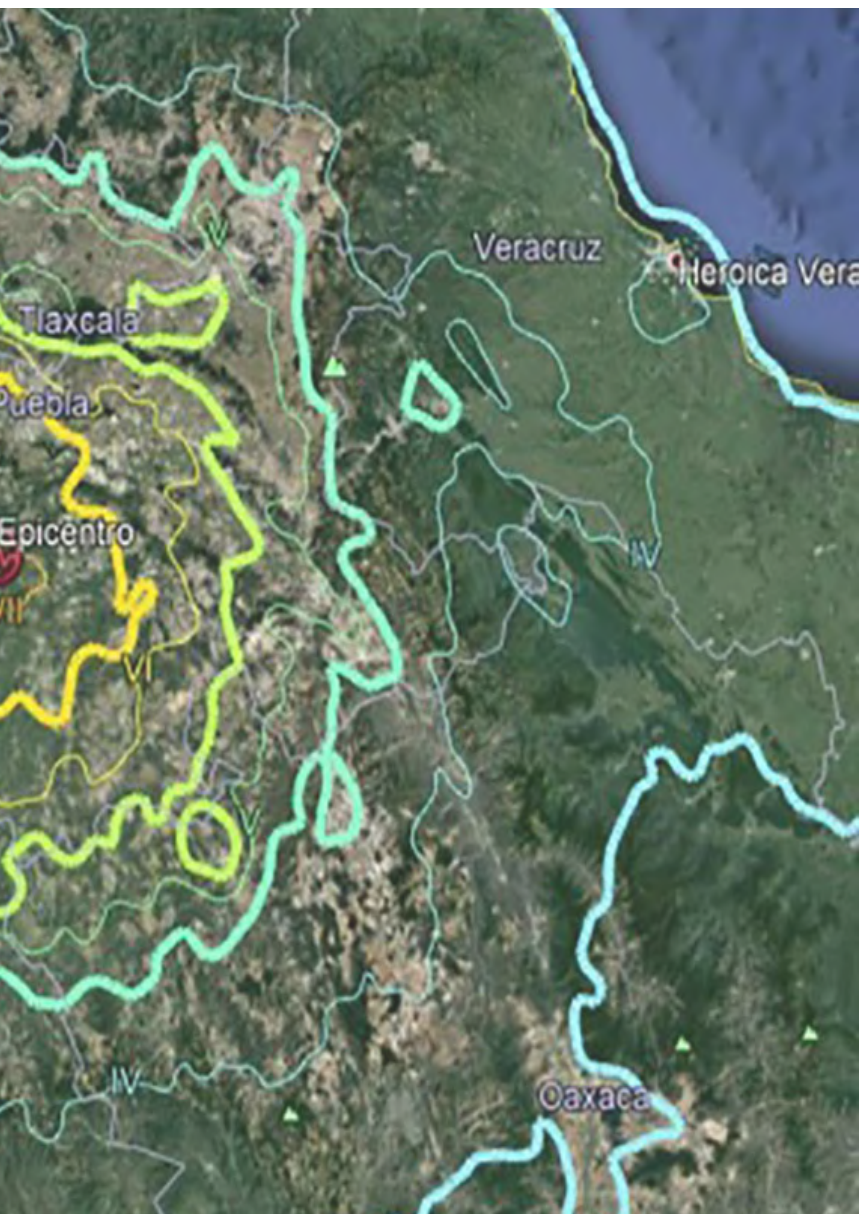 V
Veracruz
Heroica Vera
Tlaxcala
Puebla
Epicentro
IV
VII
VI
V
IV
Oaxaca